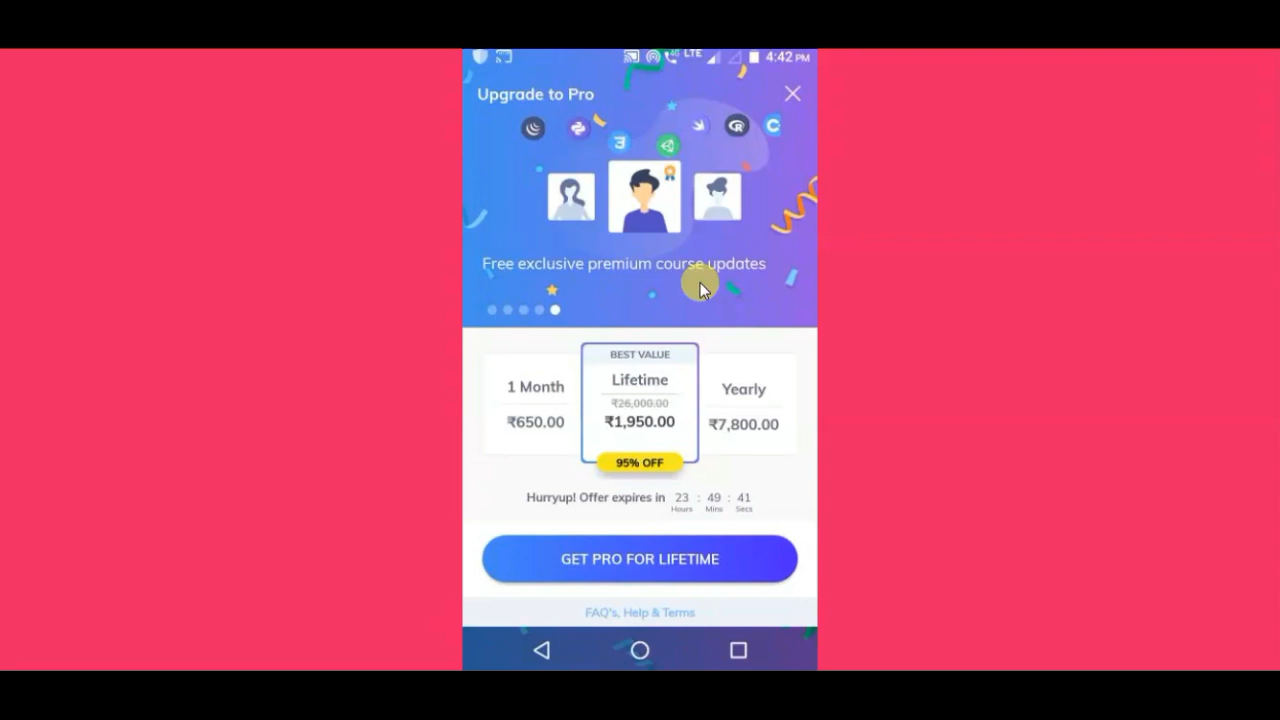 4G LTE 4:42 PM
Upgrade to Pro
Free exclusive premium course updates
BEST VALUE
1 Month
Lifetime
Yearly
₹26,000.00
₹650.00
₹1,950.00
₹7,800.00
95% OFF
Hurryup! Offer expires in 23 : 49 : 41
Hours Mins Secs
GET PRO FOR LIFETIME
FAQ's, Help & Terms